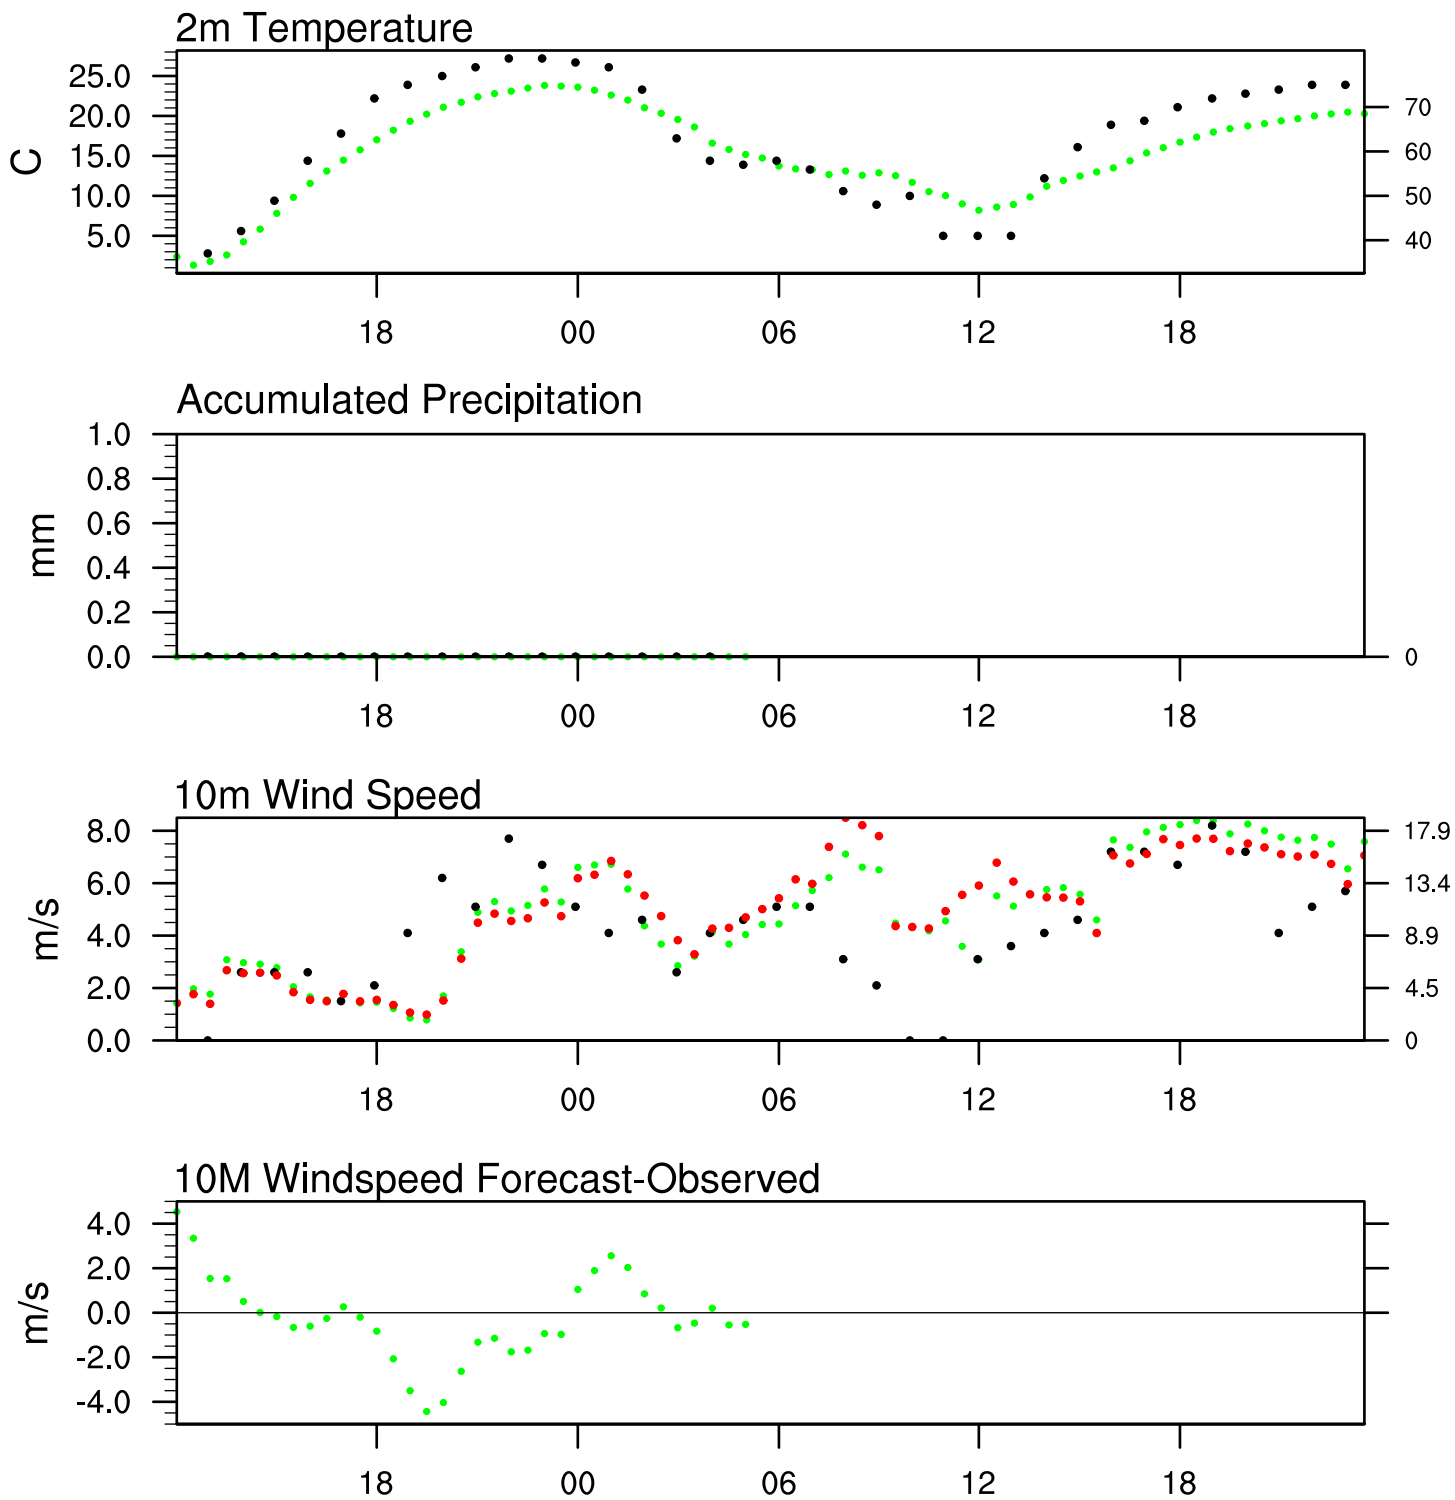 2m Temperature
25.0
20.0
15.0
10.0
5.0
C
70
60
50
40
18 00 06 12 18
Accumulated Precipitation
1.0
0.8
0.6
0.4
0.2
0.0
mm
0
18 00 06 12 18
10m Wind Speed
8.0
6.0
4.0
2.0
0.0
m/s
17.9
13.4
8.9
4.5
0
18 00 06 12 18
10M Windspeed Forecast-Observed
4.0
2.0
0.0
-2.0
-4.0
m/s
18 00 06 12 18